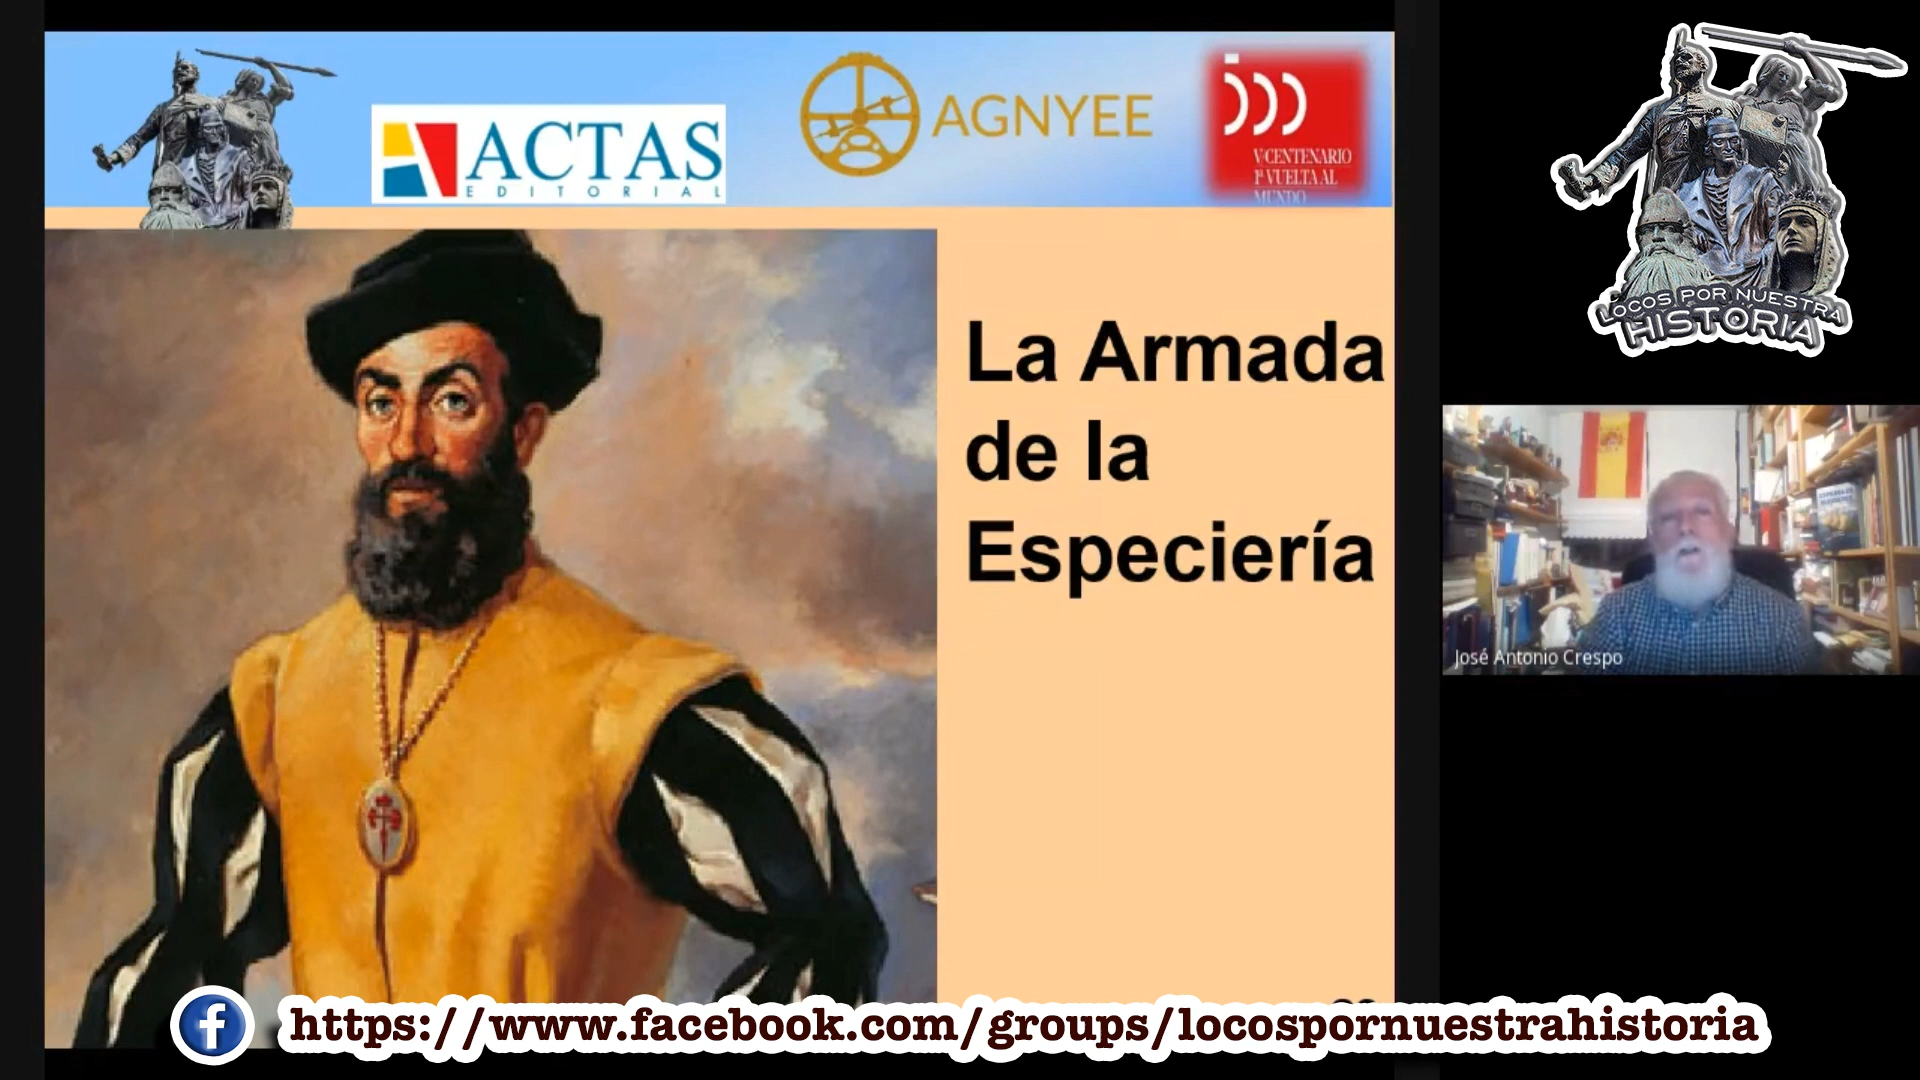 ACTAS
EDITORIAL
AGNYEE
V CENTENARIO
1ª VUELTA AL
MUNDO
La Armada
de la
Especiería
LOCOS POR NUESTRA
HISTORIA
José Antonio Crespo
https://www.facebook.com/groups/locospornuestrahistoria